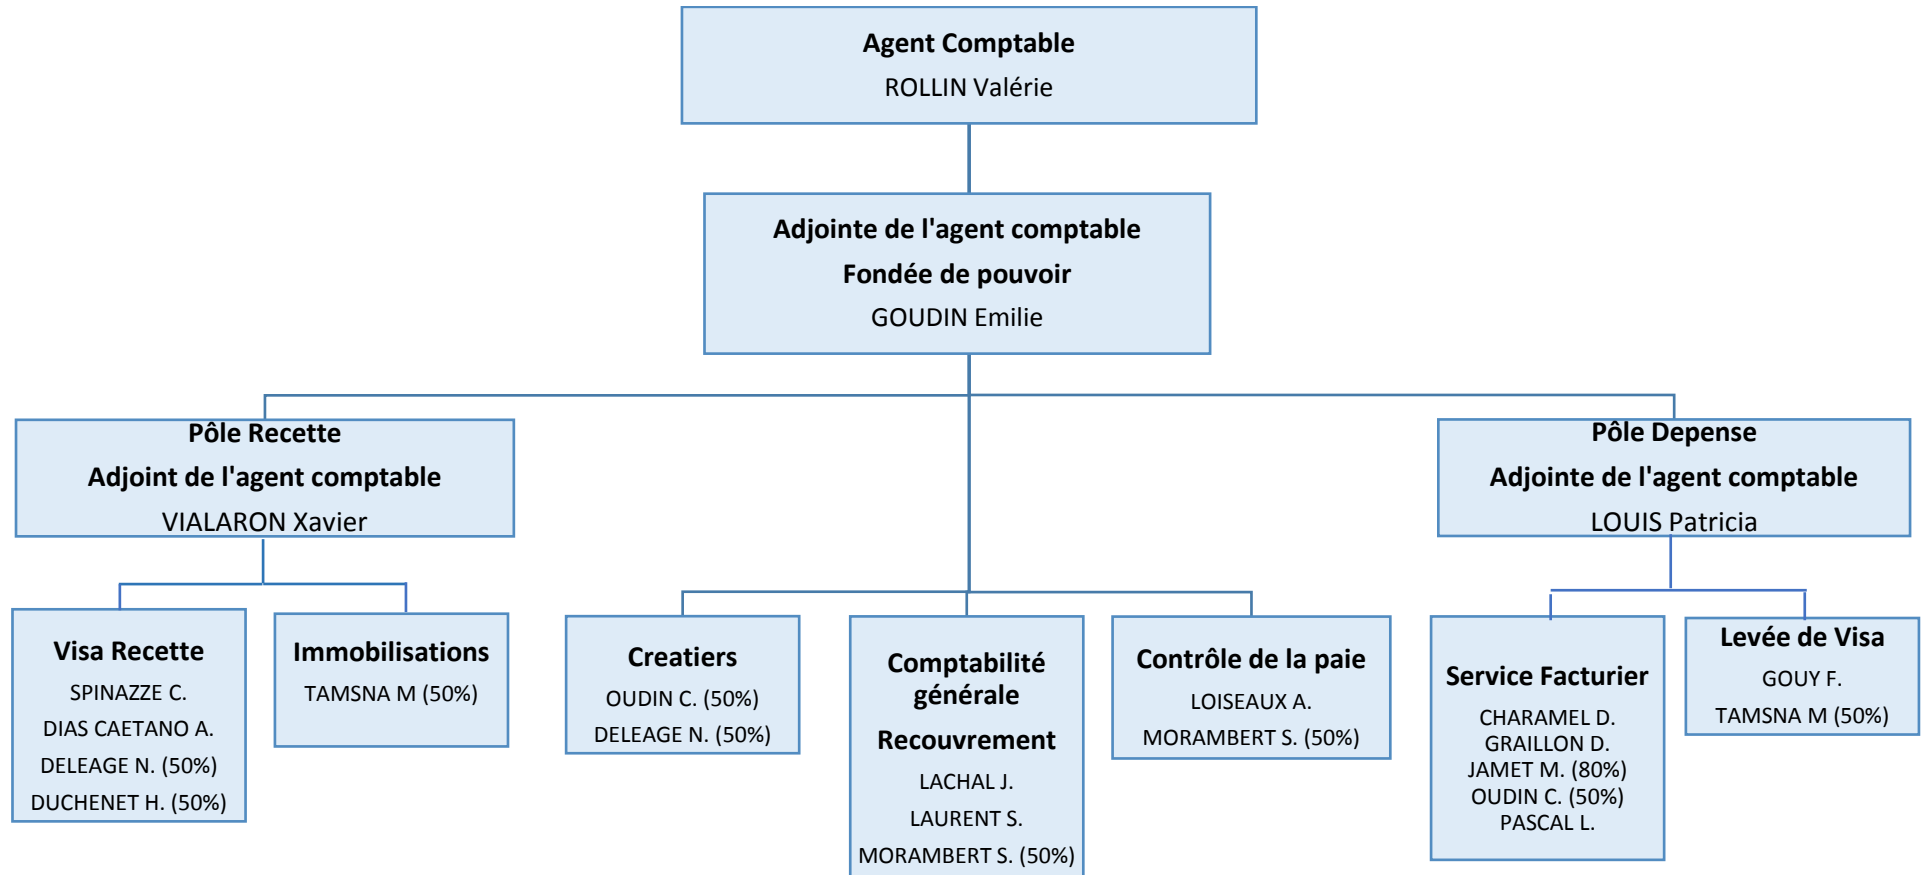 Agent Comptable
ROLLIN Valérie
Adjointe de l'agent comptable
Fondée de pouvoir
GOUDIN Emilie
Pôle Recette
Adjoint de l'agent comptable
VIALARON Xavier
Pôle Depense
Adjointe de l'agent comptable
LOUIS Patricia
Visa Recette
SPINAZZE C.
DIAS CAETANO A.
DELEAGE N. (50%)
DUCHENET H. (50%)
Immobilisations
TAMSNA M (50%)
Creatiers
OUDIN C. (50%)
DELEAGE N. (50%)
Comptabilité
générale
Recouvrement
LACHAL J.
LAURENT S.
MORAMBERT S. (50%)
Contrôle de la paie
LOISEAUX A.
MORAMBERT S. (50%)
Service Facturier
CHARAMEL D.
GRAILLON D.
JAMET M. (80%)
OUDIN C. (50%)
PASCAL L.
Levée de Visa
GOUY F.
TAMSNA M (50%)